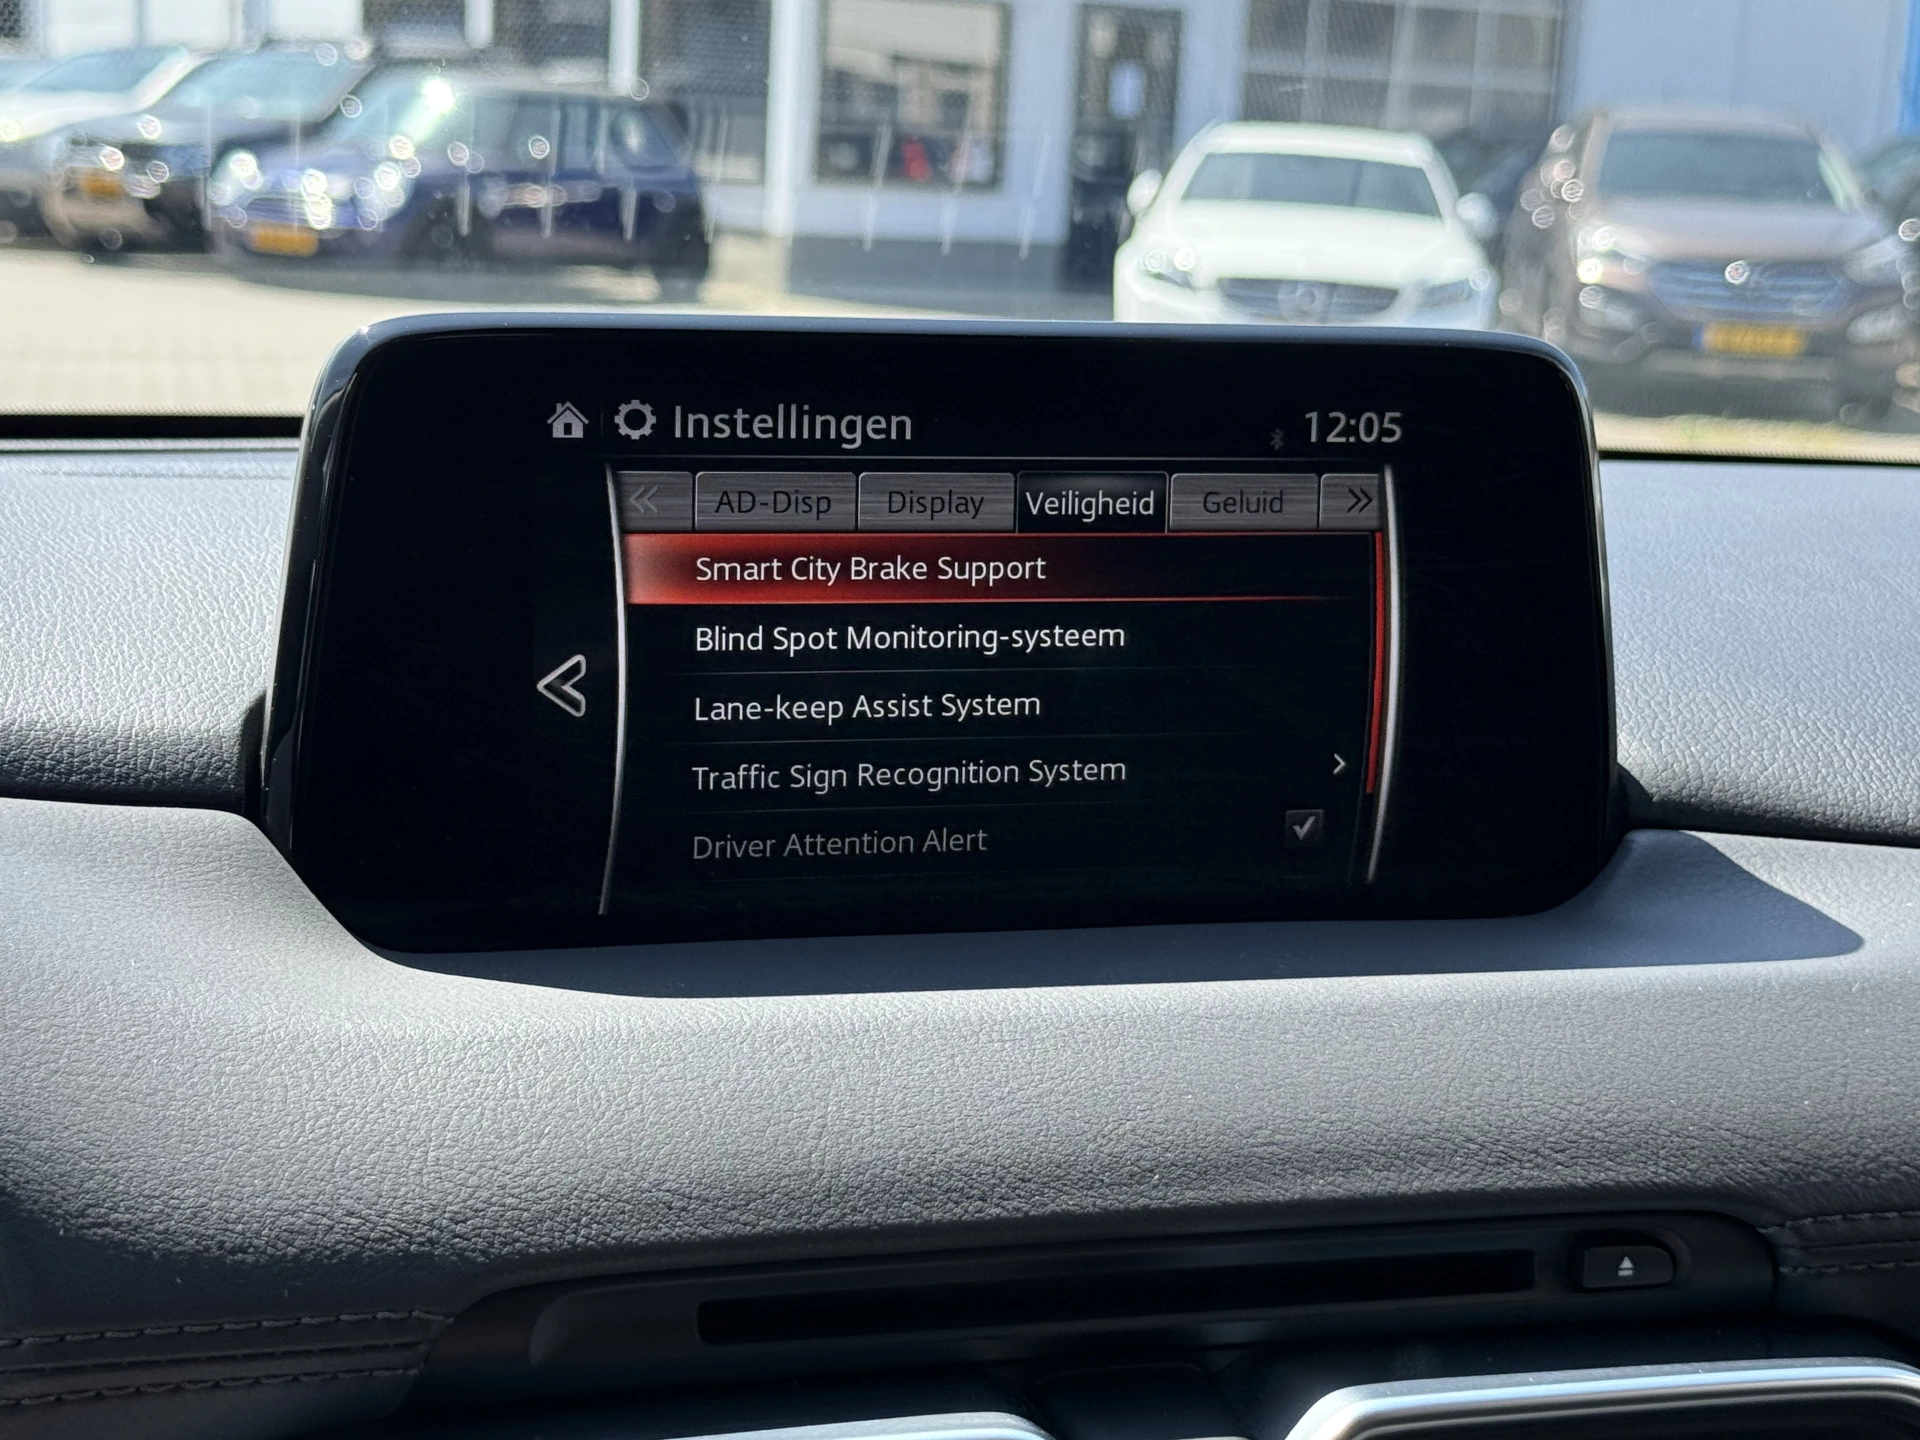 Instellingen
12:05
AD-Disp
Display
Veiligheid
Geluid
Smart City Brake Support
Blind Spot Monitoring-systeem
Lane-keep Assist System
Traffic Sign Recognition System
Driver Attention Alert